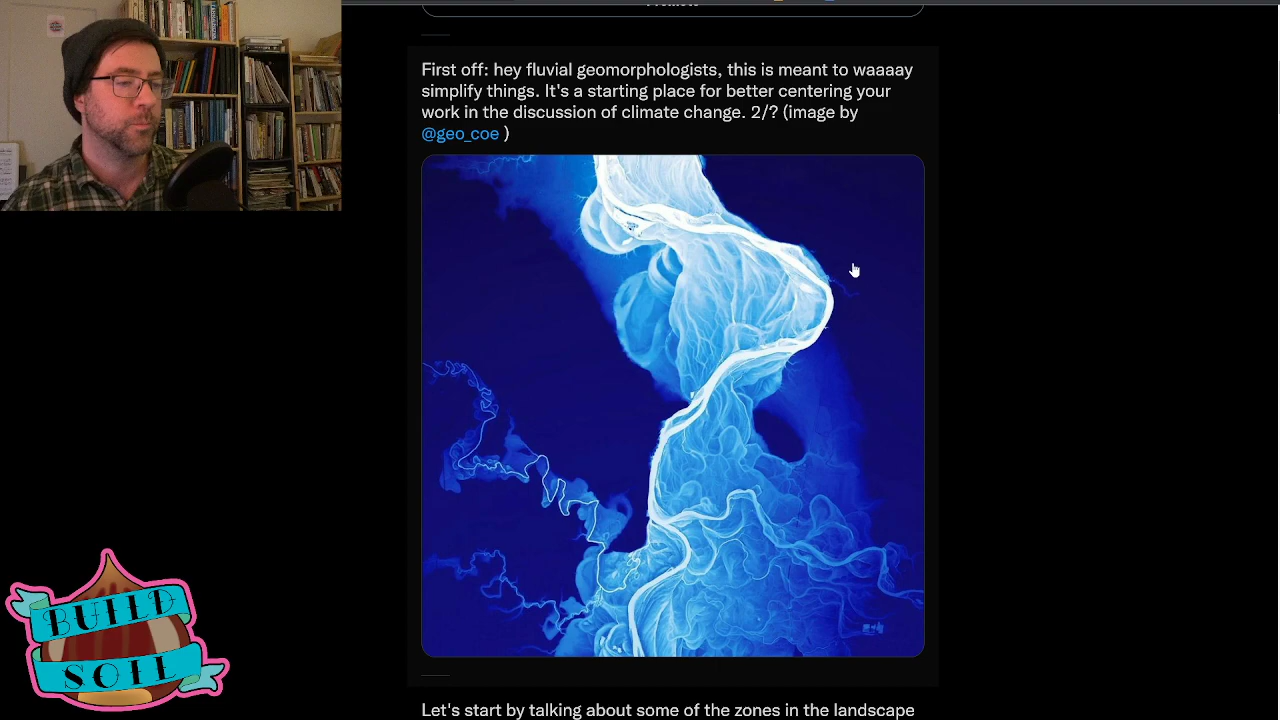 First off: hey fluvial geomorphologists, this is meant to waaaay
simplify things. It's a starting place for better centering your
work in the discussion of climate change. 2/? (image by
@geo_coe )
BUILD
SOIL
Let's start by talking about some of the zones in the landscape